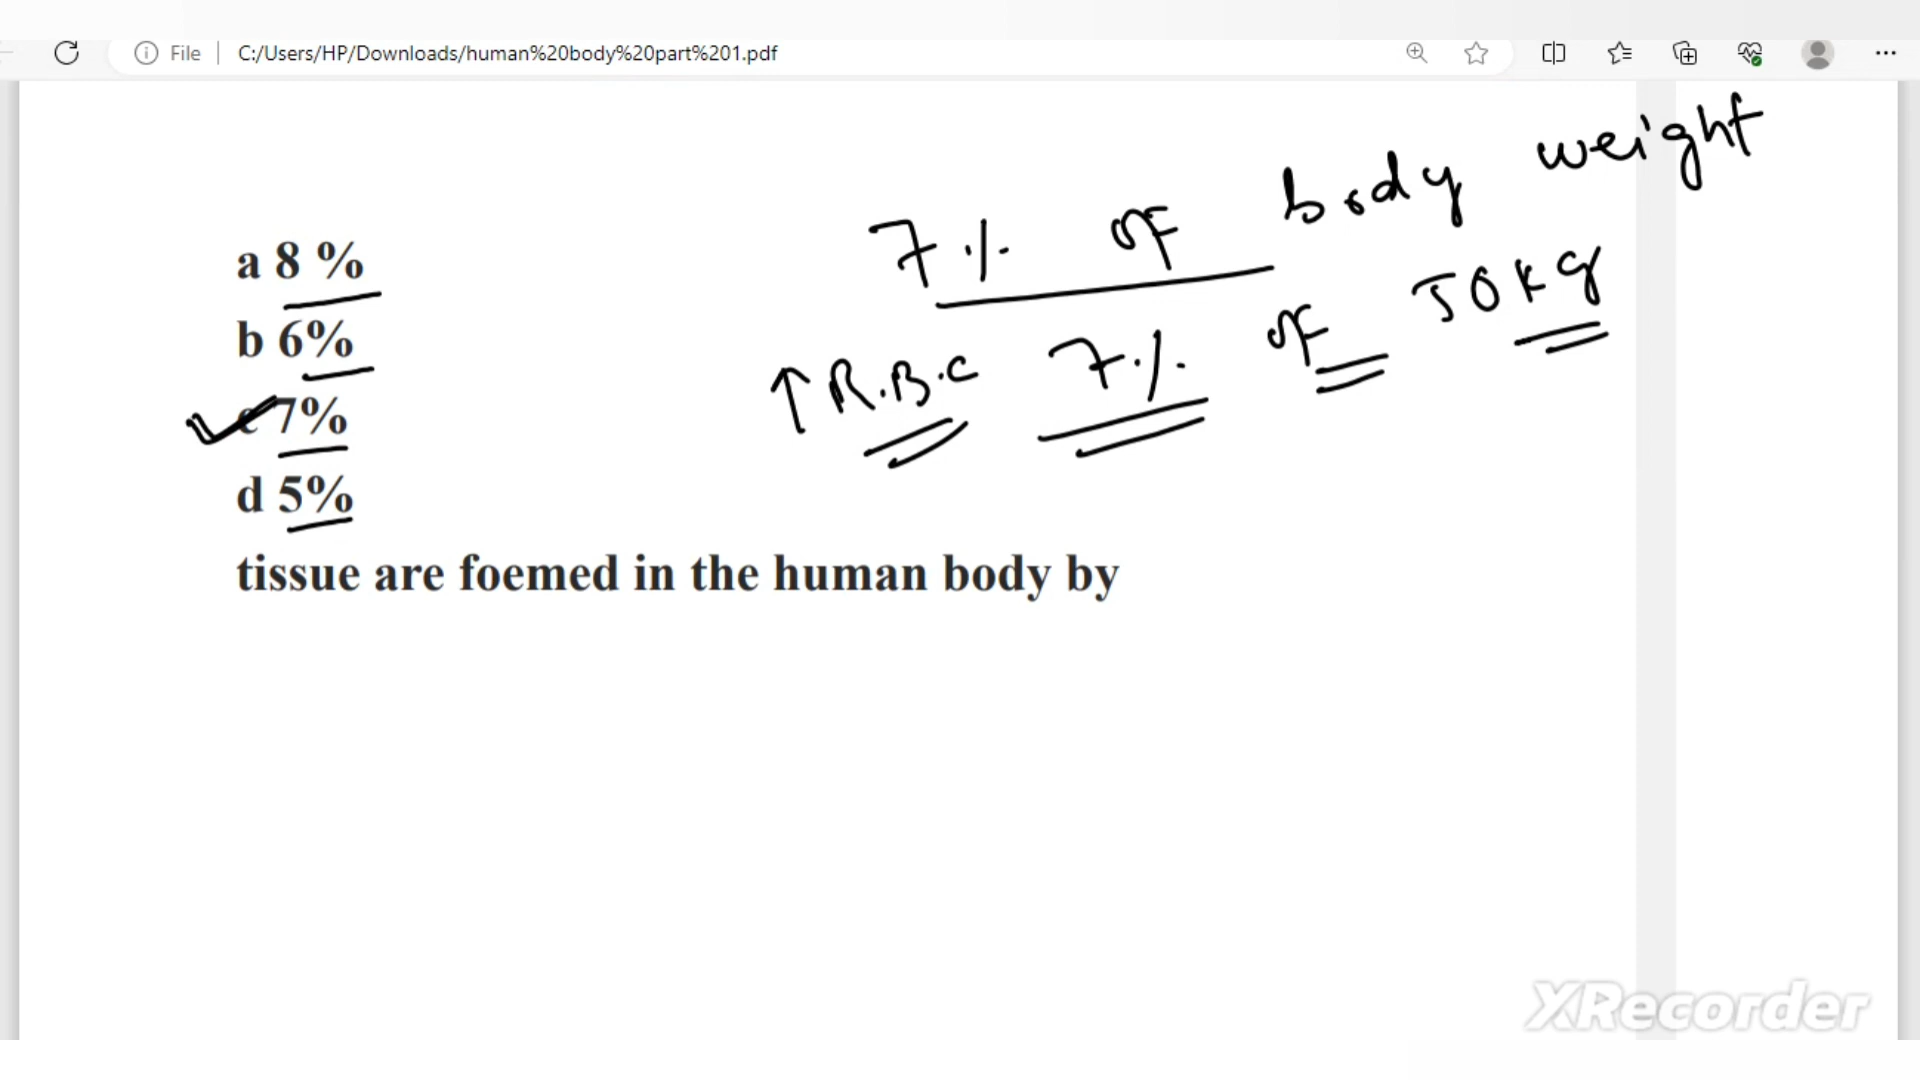 File C:/Users/HP/Downloads/human%20body%20part%201.pdf
7% of body weight
a 8 %
b 6%
↑ R.B.C 7% of 50kg
c 7%
d 5%
tissue are foemed in the human body by
XRecorder